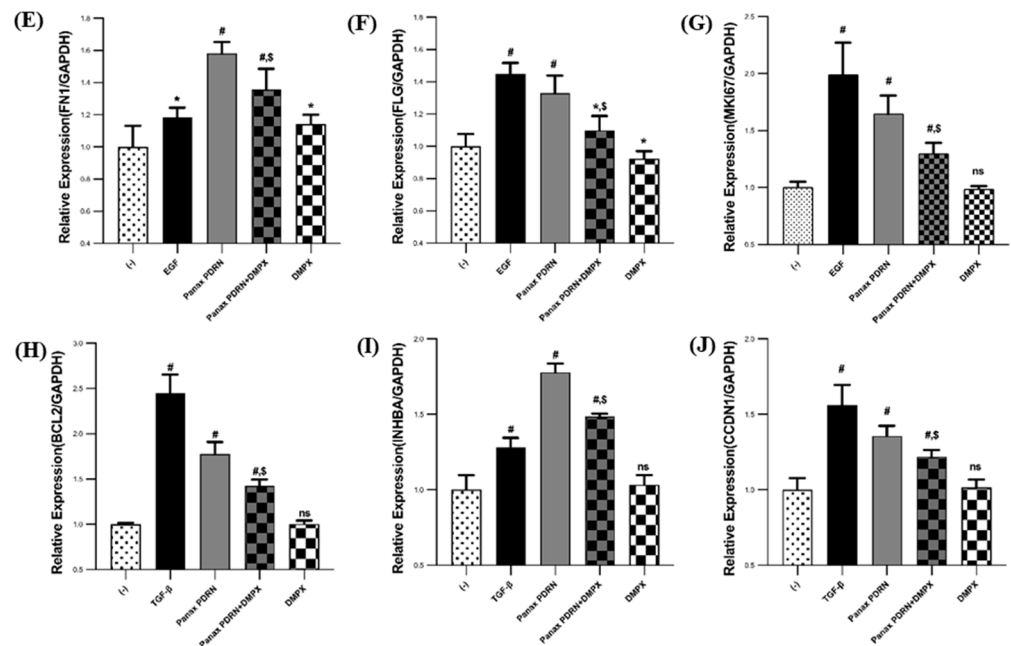 (E)
Relative Expression(FN1/GAPDH)
1.8
1.6
1.4
1.2
1.0
0.8
0.6
0.4
*
#
#,$
*
(-)
EGF
Panax PDRN
Panax PDRN+DMPX
DMPX
(F)
Relative Expression(FLG/GAPDH)
1.8
1.6
1.4
1.2
1.0
0.8
0.6
0.4
#
#
*,$
*
(-)
EGF
Panax PDRN
Panax PDRN+DMPX
DMPX
(G)
Relative Expression(MKI67/GAPDH)
2.5
2.0
1.5
1.0
0.5
#
#
#,$
ns
(-)
EGF
Panax PDRN
Panax PDRN+DMPX
DMPX
(H)
Relative Expression(BCL2/GAPDH)
3.0
2.5
2.0
1.5
1.0
0.5
#
#
#,$
ns
(-)
TGF-β
Panax PDRN
Panax PDRN+DMPX
DMPX
(I)
Relative Expression(INHBA/GAPDH)
2.0
1.5
1.0
0.5
#
#
#,$
ns
(-)
TGF-β
Panax PDRN
Panax PDRN+DMPX
DMPX
(J)
Relative Expression(CCDN1/GAPDH)
2.0
1.5
1.0
0.5
#
#
#,$
ns
(-)
TGF-β
Panax PDRN
Panax PDRN+DMPX
DMPX